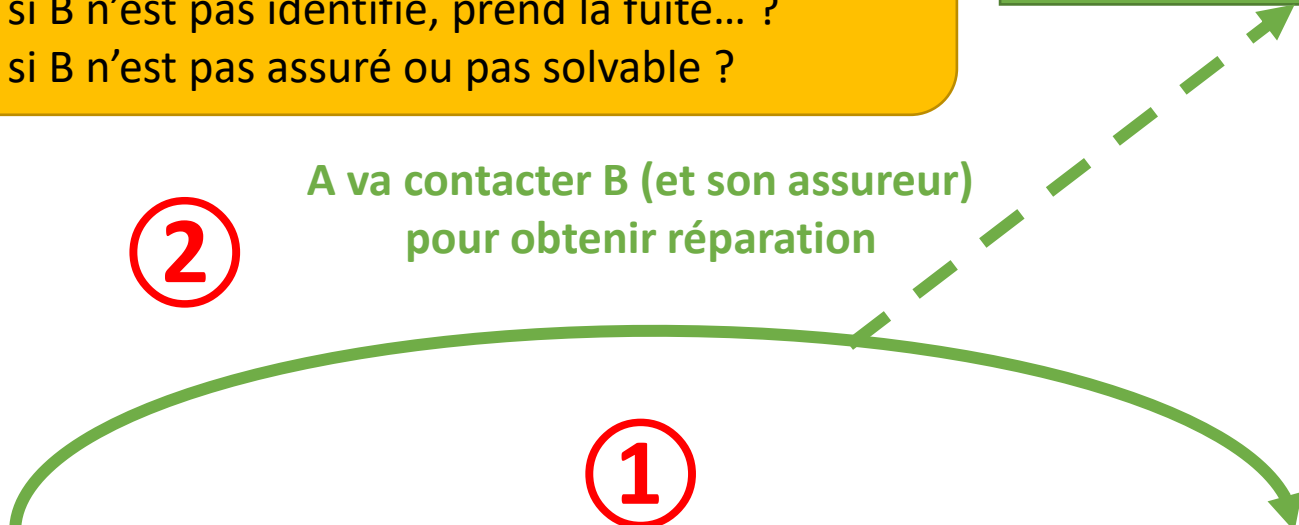 si B n'est pas identifié, prend la fuite… ?
si B n'est pas assuré ou pas solvable ?
A va contacter B (et son assureur)
pour obtenir réparation
2
1